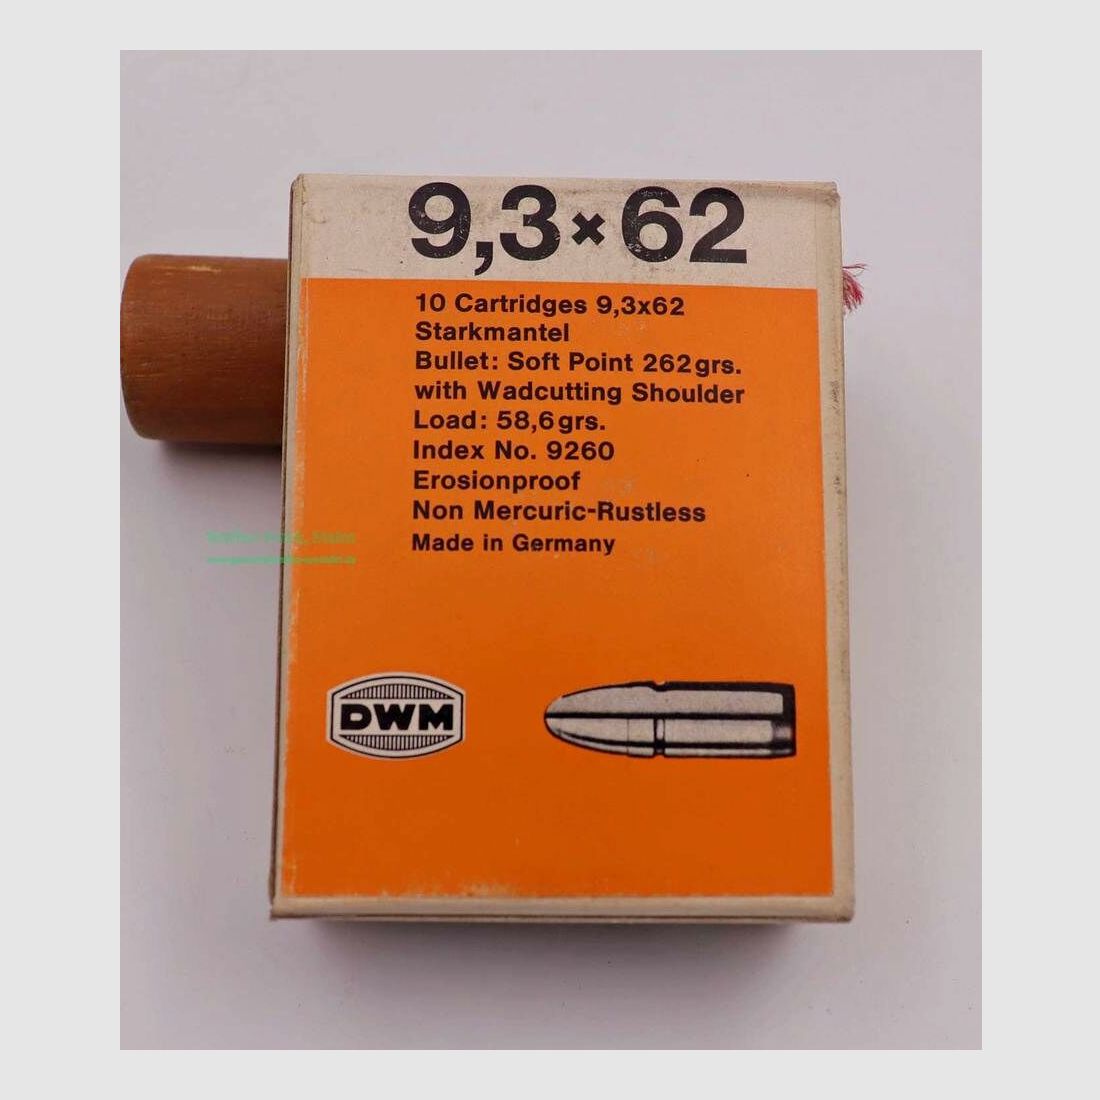 9,3×62
10 Cartridges 9,3x62
Starkmantel
Bullet: Soft Point 262grs.
with Wadcutting Shoulder
Load: 58,6grs.
Index No. 9260
Erosionproof
Non Mercuric-Rustless
Made in Germany
DWM